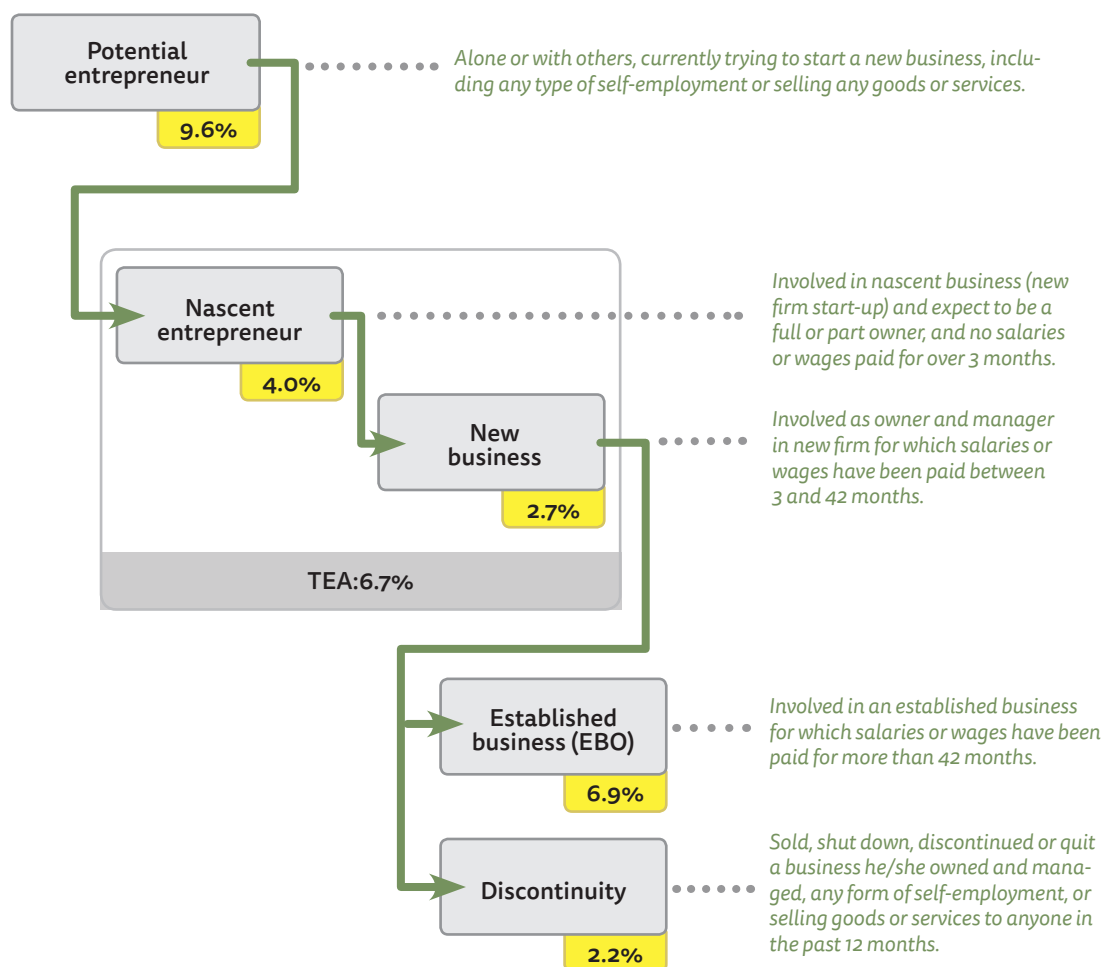 Potential
entrepreneur
9.6%
Alone or with others, currently trying to start a new business, inclu-
ding any type of self-employment or selling any goods or services.
Nascent
entrepreneur
4.0%
Involved in nascent business (new
firm start-up) and expect to be a
full or part owner, and no salaries
or wages paid for over 3 months.
New
business
2.7%
Involved as owner and manager
in new firm for which salaries or
wages have been paid between
3 and 42 months.
TEA:6.7%
Established
business (EBO)
6.9%
Involved in an established business
for which salaries or wages have been
paid for more than 42 months.
Discontinuity
2.2%
Sold, shut down, discontinued or quit
a business he/she owned and mana-
ged, any form of self-employment, or
selling goods or services to anyone in
the past 12 months.